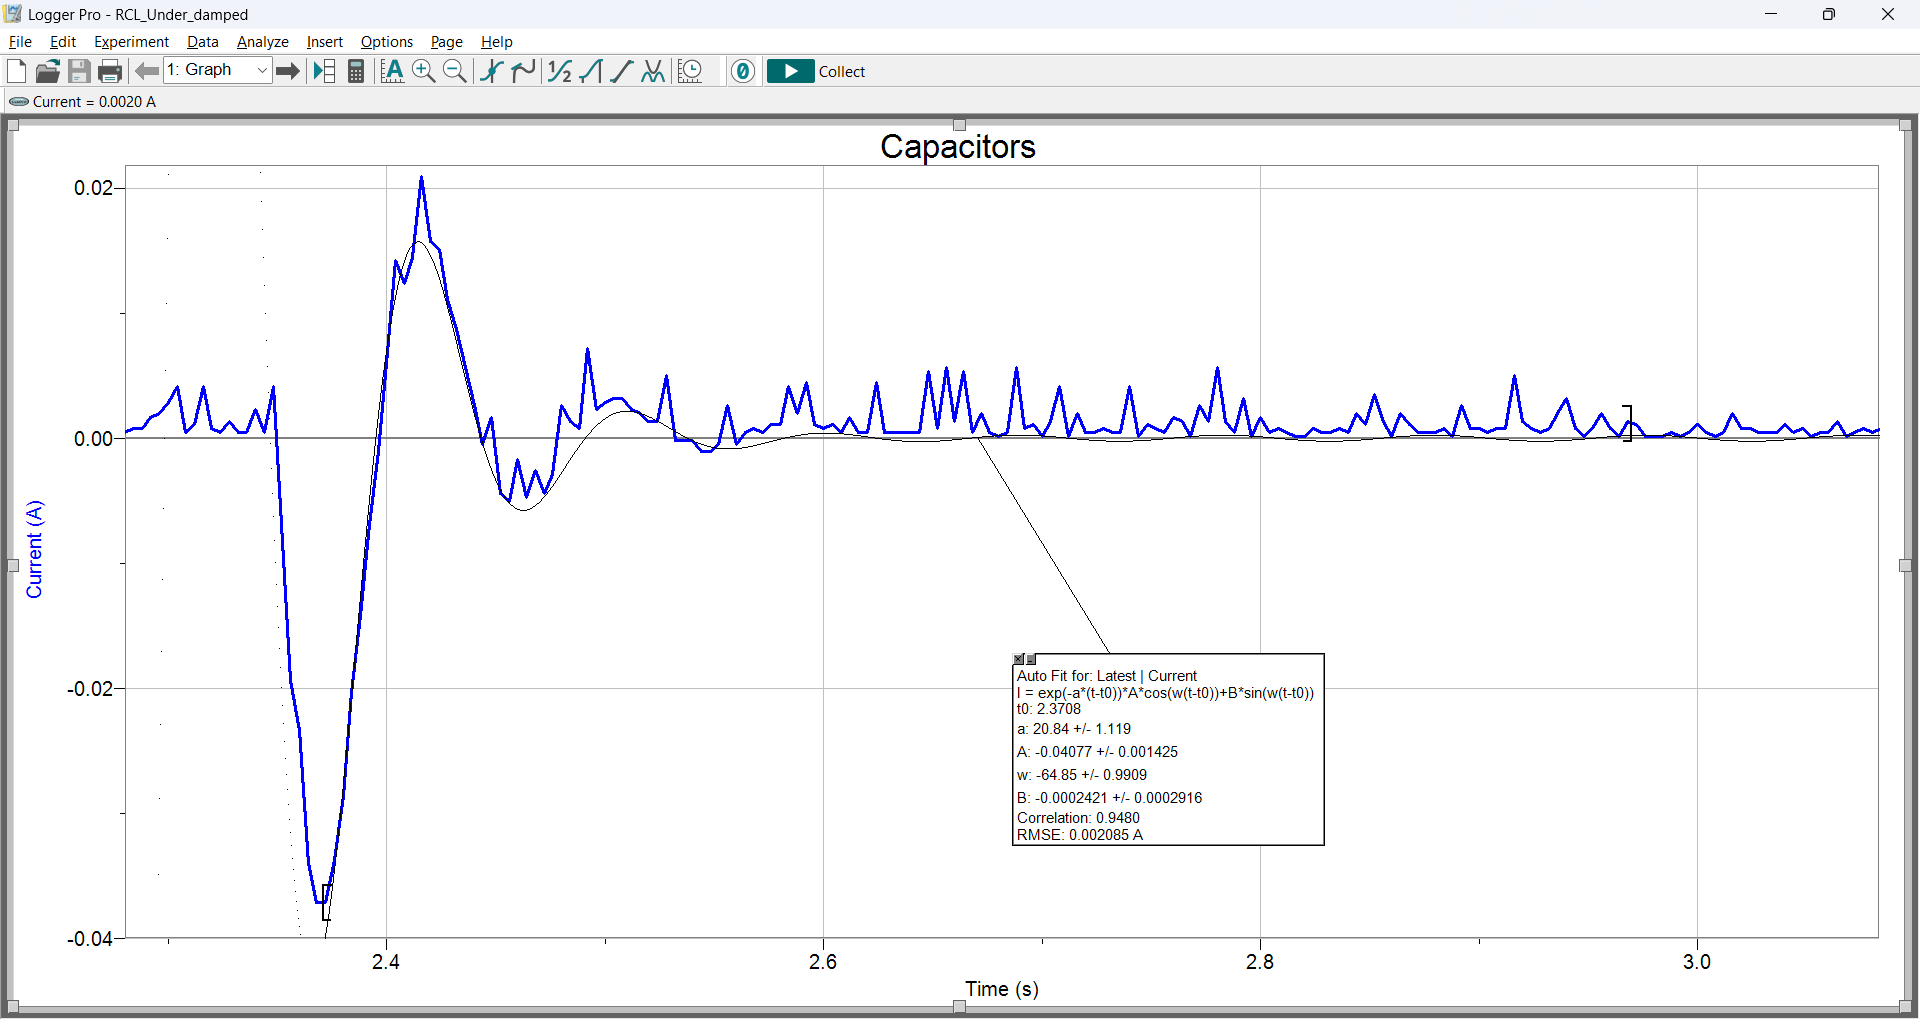 Logger Pro - RCL_Under_damped
File Edit Experiment Data Analyze Insert Options Page Help
1: Graph
Collect
Current = 0.0020 A
Capacitors
0.02
0.00
-0.02
-0.04
Current (A)
Auto Fit for: Latest | Current
I = exp(-a*(t-t0))*A*cos(w(t-t0))+B*sin(w(t-t0))
t0: 2.3708
a: 20.84 +/- 1.119
A: -0.04077 +/- 0.001425
w: -64.85 +/- 0.9909
B: -0.0002421 +/- 0.0002916
Correlation: 0.9480
RMSE: 0.002085 A
2.4 2.6 2.8 3.0
Time (s)